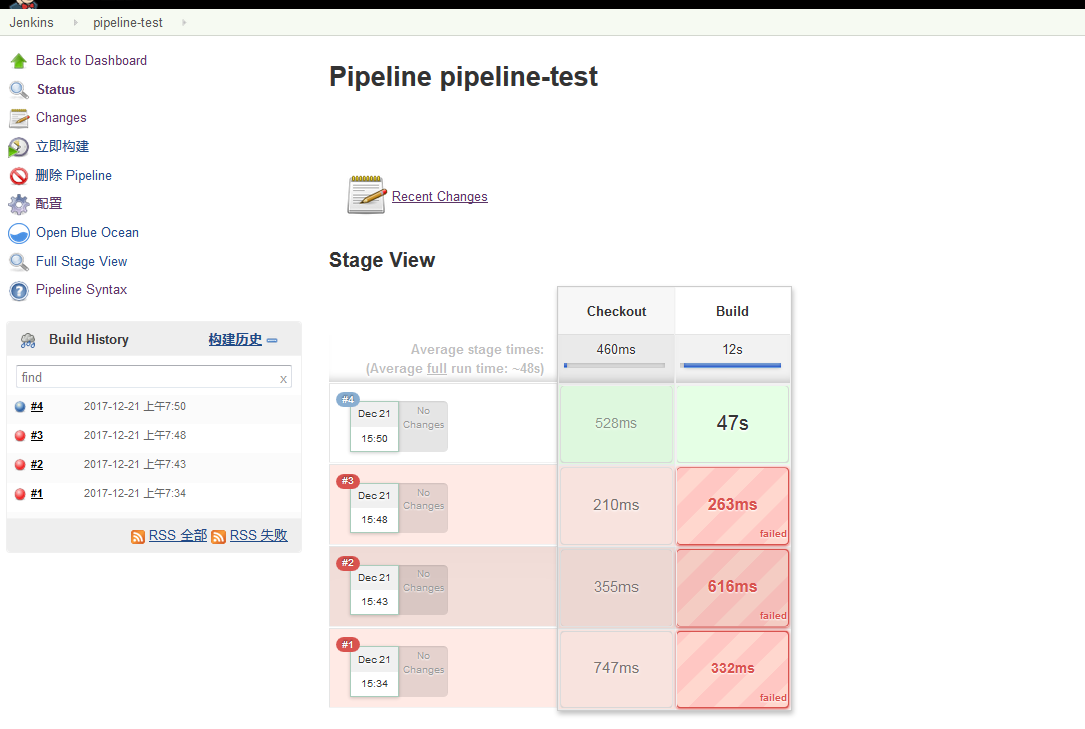 Jenkins
pipeline-test
Back to Dashboard
Status
Changes
立即构建
删除 Pipeline
配置
Open Blue Ocean
Full Stage View
Pipeline Syntax
Build History 构建历史
find x
#4 2017-12-21 上午7:50
#3 2017-12-21 上午7:48
#2 2017-12-21 上午7:43
#1 2017-12-21 上午7:34
RSS 全部 RSS 失败
Pipeline pipeline-test
Recent Changes
Stage View
Checkout Build
Average stage times: 460ms 12s
(Average full run time: ~48s)
#4
Dec 21
15:50
No
Changes
528ms
47s
#3
Dec 21
15:48
No
Changes
210ms
263ms
failed
#2
Dec 21
15:43
No
Changes
355ms
616ms
failed
#1
Dec 21
15:34
No
Changes
747ms
332ms
failed